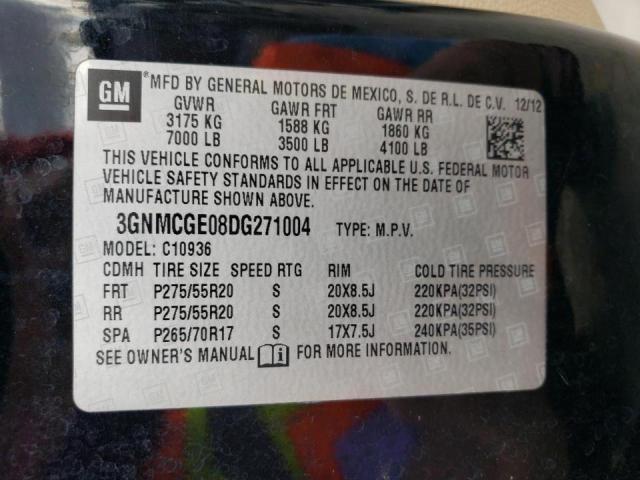 GM ® MFD BY GENERAL MOTORS DE MEXICO, S. DE R.L. DE C.V. 12/12
GVWR GAWR FRT GAWR RR
3175 KG 1588 KG 1860 KG
7000 LB 3500 LB 4100 LB
THIS VEHICLE CONFORMS TO ALL APPLICABLE U.S. FEDERAL MOTOR
VEHICLE SAFETY STANDARDS IN EFFECT ON THE DATE OF
MANUFACTURE SHOWN ABOVE.
3GNMCGE08DG271004 TYPE: M.P.V.
MODEL: C10936
CDMH TIRE SIZE SPEED RTG RIM COLD TIRE PRESSURE
FRT P275/55R20 S 20X8.5J 220KPA(32PSI)
RR P275/55R20 S 20X8.5J 220KPA(32PSI)
SPA P265/70R17 S 17X7.5J 240KPA(35PSI)
SEE OWNER'S MANUAL FOR MORE INFORMATION.